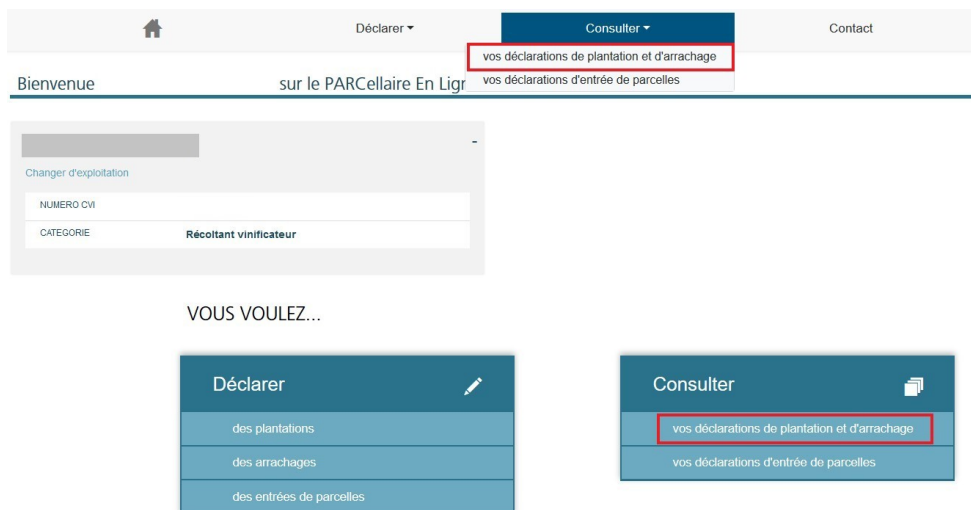 Déclarer
Consulter
Contact
vos déclarations de plantation et d'arrachage
vos déclarations d'entrée de parcelles
Bienvenue sur le PARCellaire En Lign
-
Changer d'exploitation
NUMERO CVI
CATEGORIE Récoltant vinificateur
VOUS VOULEZ...
Déclarer
des plantations
des arrachages
des entrées de parcelles
Consulter
vos déclarations de plantation et d'arrachage
vos déclarations d'entrée de parcelles